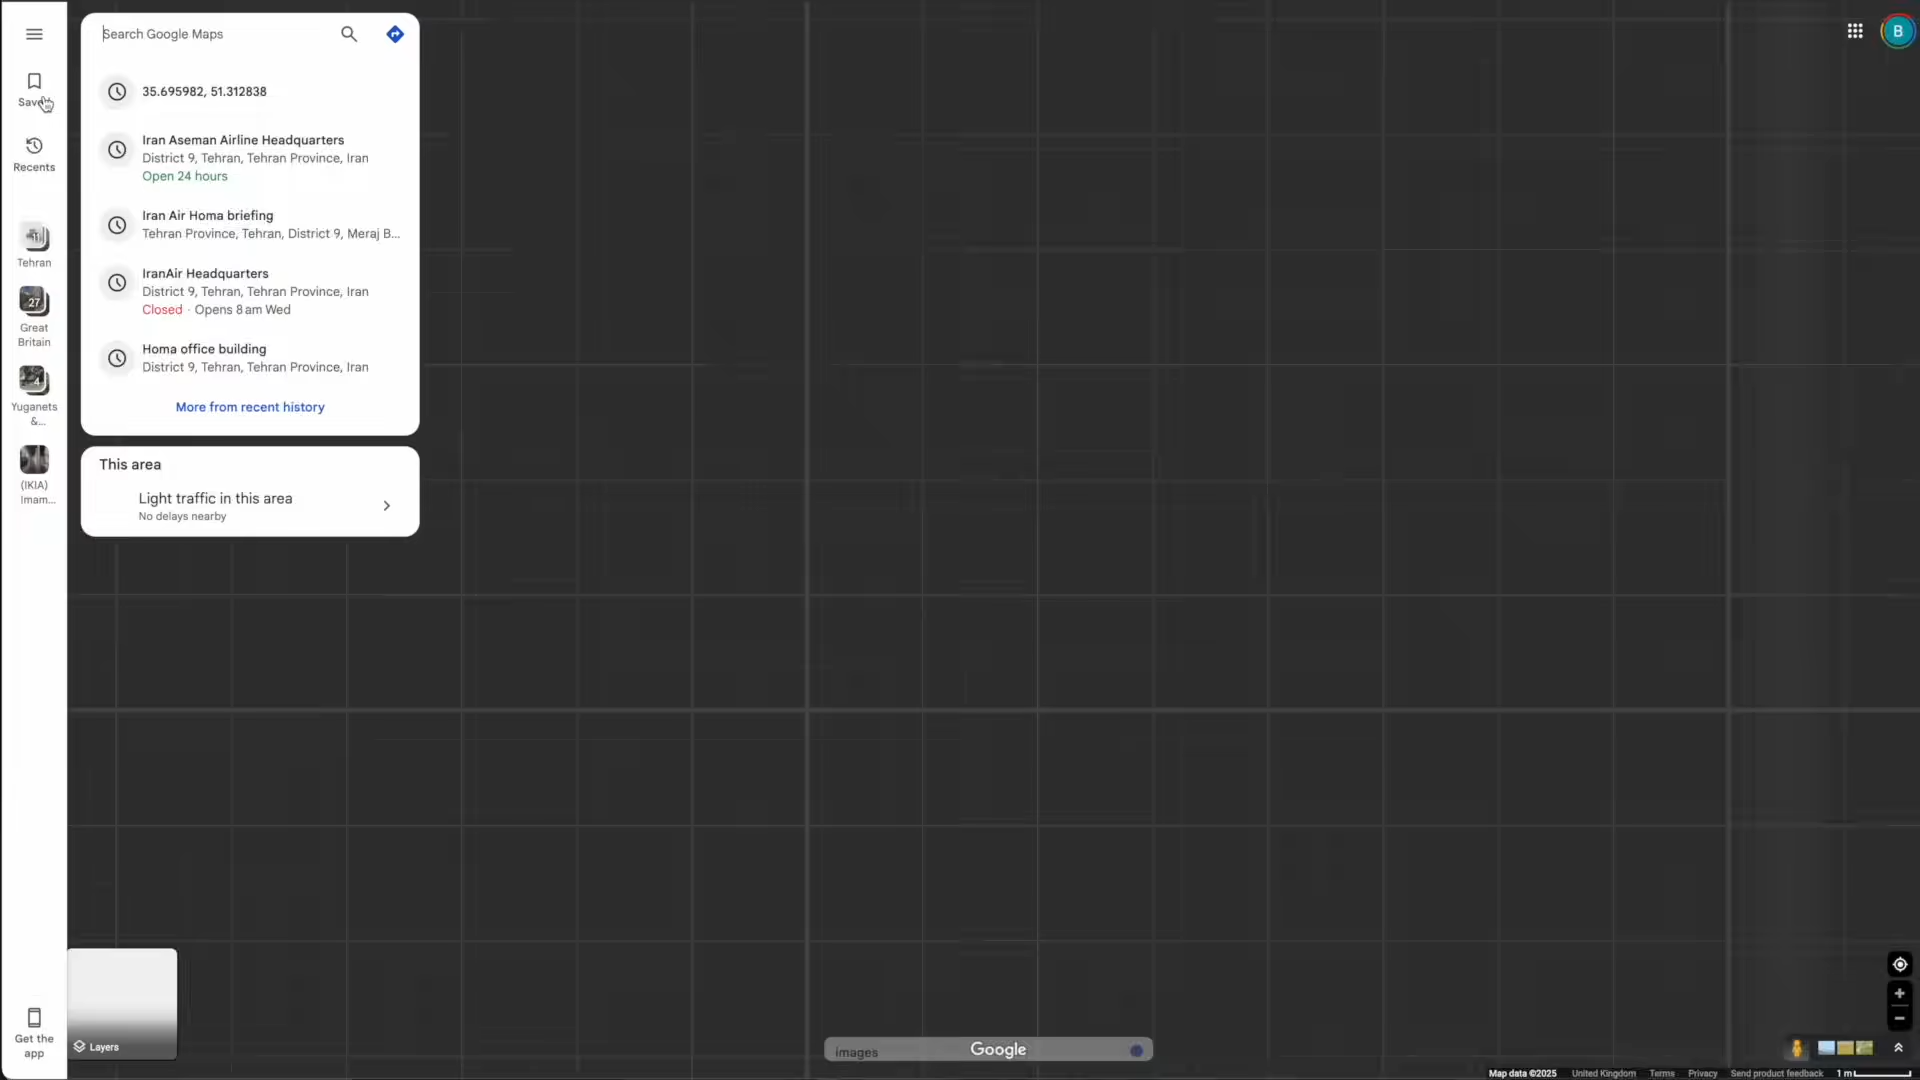 Search Google Maps
Saved
Recents
Tehran
27
Great
Britain
4
Yuganets
&...
(IKIA)
Imam...
Get the
app
35.695982, 51.312838
Iran Aseman Airline Headquarters
District 9, Tehran, Tehran Province, Iran
Open 24 hours
Iran Air Homa briefing
Tehran Province, Tehran, District 9, Meraj B...
IranAir Headquarters
District 9, Tehran, Tehran Province, Iran
Closed · Opens 8 am Wed
Homa office building
District 9, Tehran, Tehran Province, Iran
More from recent history
This area
Light traffic in this area
No delays nearby
B
Layers
images
Google
Map data ©2025 United Kingdom Terms Privacy Send product feedback 1 m